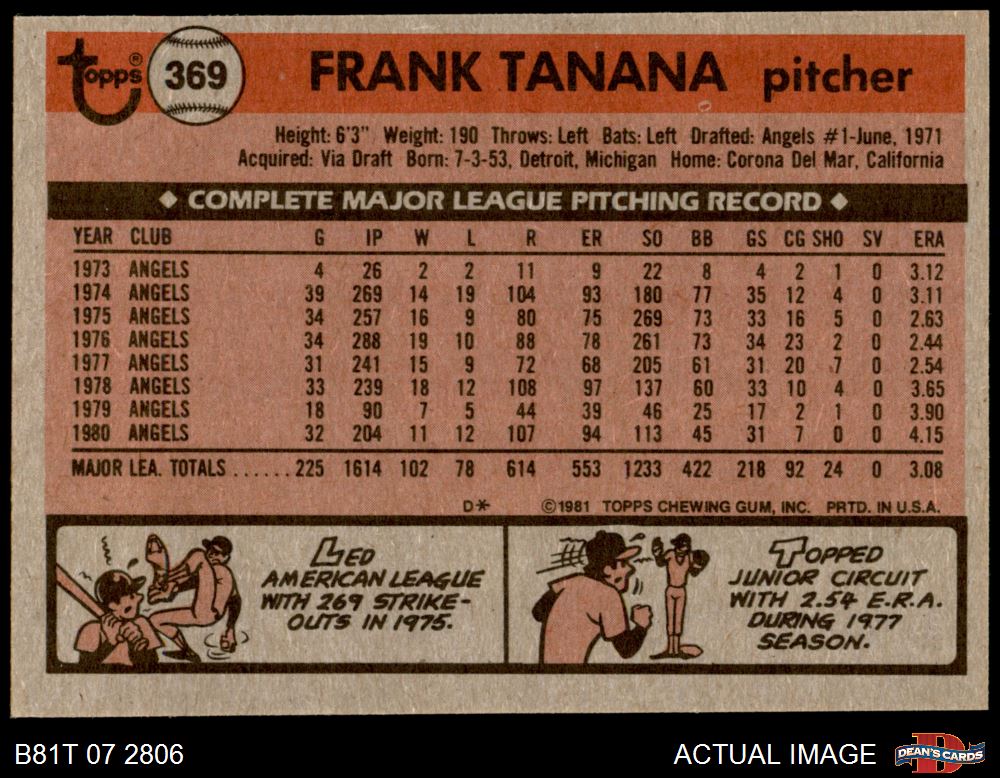 Topps® 369 FRANK TANANA pitcher
Height: 6'3" Weight: 190 Throws: Left Bats: Left Drafted: Angels #1-June, 1971
Acquired: Via Draft Born: 7-3-53, Detroit, Michigan Home: Corona Del Mar, California
◆ COMPLETE MAJOR LEAGUE PITCHING RECORD ◆
YEAR CLUB G IP W L R ER SO BB GS CG SHO SV ERA
1973 ANGELS 4 26 2 2 11 9 22 8 4 2 1 0 3.12
1974 ANGELS 39 269 14 19 104 93 180 77 35 12 4 0 3.11
1975 ANGELS 34 257 16 9 80 75 269 73 33 16 5 0 2.63
1976 ANGELS 34 288 19 10 88 78 261 73 34 23 2 0 2.44
1977 ANGELS 31 241 15 9 72 68 205 61 31 20 7 0 2.54
1978 ANGELS 33 239 18 12 108 97 137 60 33 10 4 0 3.65
1979 ANGELS 18 90 7 5 44 39 46 25 17 2 1 0 3.90
1980 ANGELS 32 204 11 12 107 94 113 45 31 7 0 0 4.15
MAJOR LEA. TOTALS ......225 1614 102 78 614 553 1233 422 218 92 24 0 3.08
D* ©1981 TOPPS CHEWING GUM, INC. PRTD. IN U.S.A.
LED
AMERICAN LEAGUE
WITH 269 STRIKE-
OUTS IN 1975.
TOPPED
JUNIOR CIRCUIT
WITH 2.54 E.R.A.
DURING 1977
SEASON.
B81T 07 2806 ACTUAL IMAGE DEAN'S CARDS